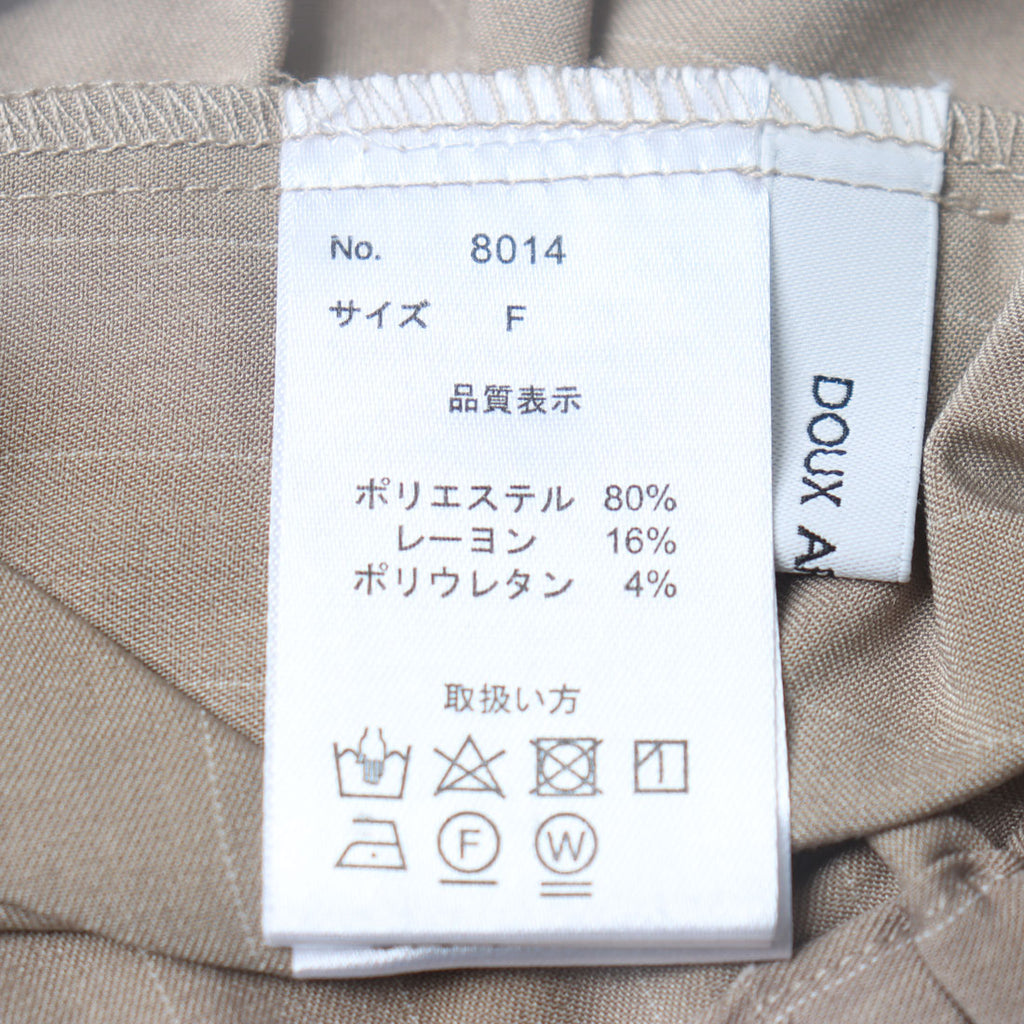 No. 8014
サイズ F
品質表示
ポリエステル 80%
レーヨン 16%
ポリウレタン 4%
取扱い方
F
W
DOUX